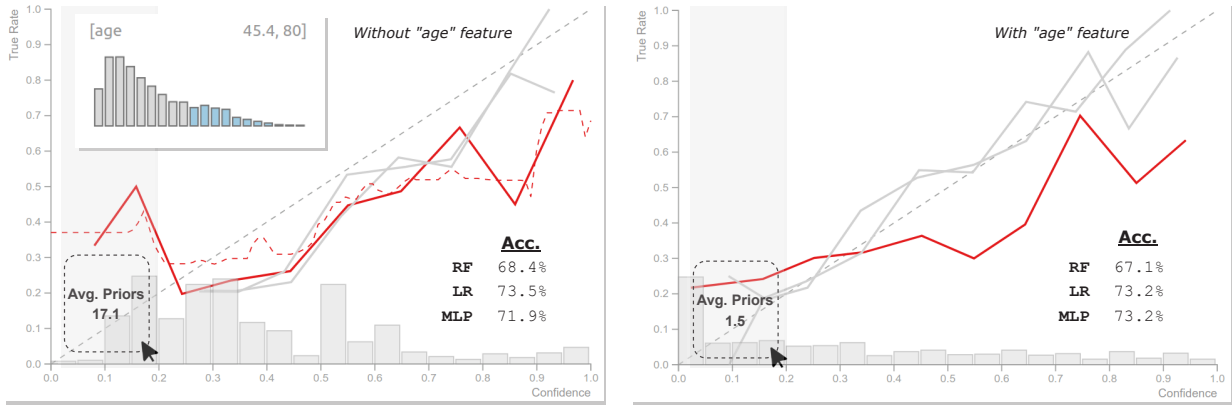 [age 45.4, 80]
Without "age" feature
True Rate
1.0
0.9
0.8
0.7
0.6
0.5
0.4
0.3
0.2
0.1
0.0
Avg. Priors
17.1
Acc.
RF 68.4%
LR 73.5%
MLP 71.9%
0.0 0.1 0.2 0.3 0.4 0.5 0.6 0.7 0.8 0.9 1.0
Confidence
With "age" feature
True Rate
1.0
0.9
0.8
0.7
0.6
0.5
0.4
0.3
0.2
0.1
0.0
Avg. Priors
1.5
Acc.
RF 67.1%
LR 73.2%
MLP 73.2%
0.0 0.1 0.2 0.3 0.4 0.5 0.6 0.7 0.8 0.9 1.0
Confidence